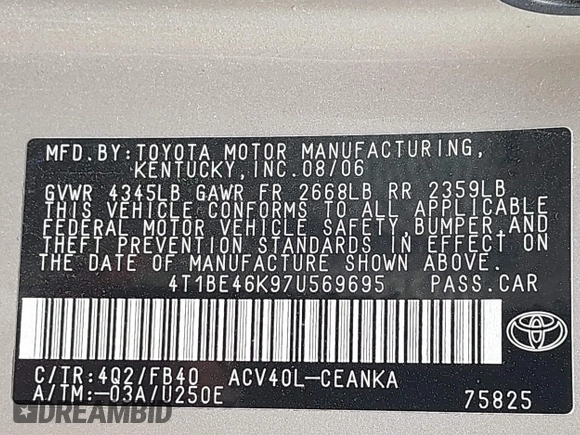 MFD.BY:TOYOTA MOTOR MANUFACTURING,
KENTUCKY,INC.08/06
GVWR 4345LB GAWR FR 2668LB RR 2359LB
THIS VEHICLE CONFORMS TO ALL APPLICABLE
FEDERAL MOTOR VEHICLE SAFETY,BUMPER,AND
THEFT PREVENTION STANDARDS IN EFFECT ON
THE DATE OF MANUFACTURE SHOWN ABOVE.
4T1BE46K97U569695 PASS.CAR
C/TR:4Q2/FB40 ACV40L-CEANKA
A/TM:-03A/U250E 75825
DREAMBID